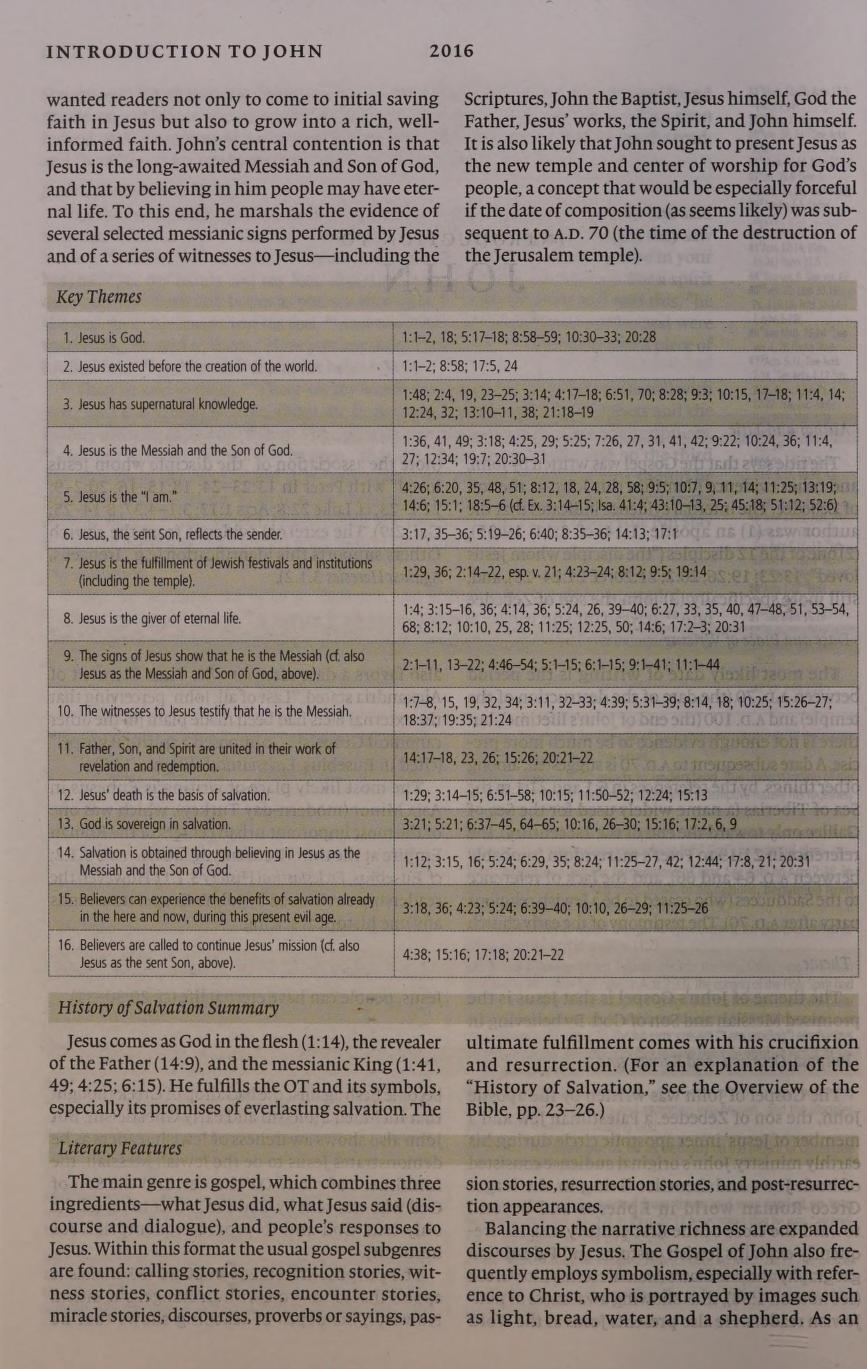 INTRODUCTION TO JOHN 2016
wanted readers not only to come to initial saving
faith in Jesus but also to grow into a rich, well-
informed faith. John's central contention is that
Jesus is the long-awaited Messiah and Son of God,
and that by believing in him people may have eter-
nal life. To this end, he marshals the evidence of
several selected messianic signs performed by Jesus
and of a series of witnesses to Jesus—including the
Scriptures, John the Baptist, Jesus himself, God the
Father, Jesus' works, the Spirit, and John himself.
It is also likely that John sought to present Jesus as
the new temple and center of worship for God's
people, a concept that would be especially forceful
if the date of composition (as seems likely) was sub-
sequent to A.D. 70 (the time of the destruction of
the Jerusalem temple).
Key Themes
1. Jesus is God. 1:1–2, 18; 5:17–18; 8:58–59; 10:30–33; 20:28
2. Jesus existed before the creation of the world. 1:1–2; 8:58; 17:5, 24
3. Jesus has supernatural knowledge. 1:48; 2:4, 19, 23–25; 3:14; 4:17–18; 6:51, 70; 8:28; 9:3; 10:15, 17–18; 11:4, 14;
12:24, 32; 13:10–11, 38; 21:18–19
4. Jesus is the Messiah and the Son of God. 1:36, 41, 49; 3:18; 4:25, 29; 5:25; 7:26, 27, 31, 41, 42; 9:22; 10:24, 36; 11:4,
27; 12:34; 19:7; 20:30–31
5. Jesus is the "I am." 4:26; 6:20, 35, 48, 51; 8:12, 18, 24, 28, 58; 9:5; 10:7, 9, 11, 14; 11:25; 13:19;
14:6; 15:1; 18:5–6 (cf. Ex. 3:14–15; Isa. 41:4; 43:10–13, 25; 45:18; 51:12; 52:6)
6. Jesus, the sent Son, reflects the sender. 3:17, 35–36; 5:19–26; 6:40; 8:35–36; 14:13; 17:1
7. Jesus is the fulfillment of Jewish festivals and institutions
(including the temple). 1:29, 36; 2:14–22, esp. v. 21; 4:23–24; 8:12; 9:5; 19:14
8. Jesus is the giver of eternal life. 1:4; 3:15–16, 36; 4:14, 36; 5:24, 26, 39–40; 6:27, 33, 35, 40, 47–48, 51, 53–54,
68; 8:12; 10:10, 25, 28; 11:25; 12:25, 50; 14:6; 17:2–3; 20:31
9. The signs of Jesus show that he is the Messiah (cf. also
Jesus as the Messiah and Son of God, above). 2:1–11, 13–22; 4:46–54; 5:1–15; 6:1–15; 9:1–41; 11:1–44
10. The witnesses to Jesus testify that he is the Messiah. 1:7–8, 15, 19, 32, 34; 3:11, 32–33; 4:39; 5:31–39; 8:14, 18; 10:25; 15:26–27;
18:37; 19:35; 21:24
11. Father, Son, and Spirit are united in their work of
revelation and redemption. 14:17–18, 23, 26; 15:26; 20:21–22
12. Jesus' death is the basis of salvation. 1:29; 3:14–15; 6:51–58; 10:15; 11:50–52; 12:24; 15:13
13. God is sovereign in salvation. 3:21; 5:21; 6:37–45, 64–65; 10:16, 26–30; 15:16; 17:2, 6, 9
14. Salvation is obtained through believing in Jesus as the
Messiah and the Son of God. 1:12; 3:15, 16; 5:24; 6:29, 35; 8:24; 11:25–27, 42; 12:44; 17:8, 21; 20:31
15. Believers can experience the benefits of salvation already
in the here and now, during this present evil age. 3:18, 36; 4:23; 5:24; 6:39–40; 10:10, 26–29; 11:25–26
16. Believers are called to continue Jesus' mission (cf. also
Jesus as the sent Son, above). 4:38; 15:16; 17:18; 20:21–22
History of Salvation Summary
Jesus comes as God in the flesh (1:14), the revealer
of the Father (14:9), and the messianic King (1:41,
49; 4:25; 6:15). He fulfills the OT and its symbols,
especially its promises of everlasting salvation. The
ultimate fulfillment comes with his crucifixion
and resurrection. (For an explanation of the
"History of Salvation," see the Overview of the
Bible, pp. 23–26.)
Literary Features
The main genre is gospel, which combines three
ingredients—what Jesus did, what Jesus said (dis-
course and dialogue), and people's responses to
Jesus. Within this format the usual gospel subgenres
are found: calling stories, recognition stories, wit-
ness stories, conflict stories, encounter stories,
miracle stories, discourses, proverbs or sayings, pas-
sion stories, resurrection stories, and post-resurrec-
tion appearances.
Balancing the narrative richness are expanded
discourses by Jesus. The Gospel of John also fre-
quently employs symbolism, especially with refer-
ence to Christ, who is portrayed by images such
as light, bread, water, and a shepherd. As an